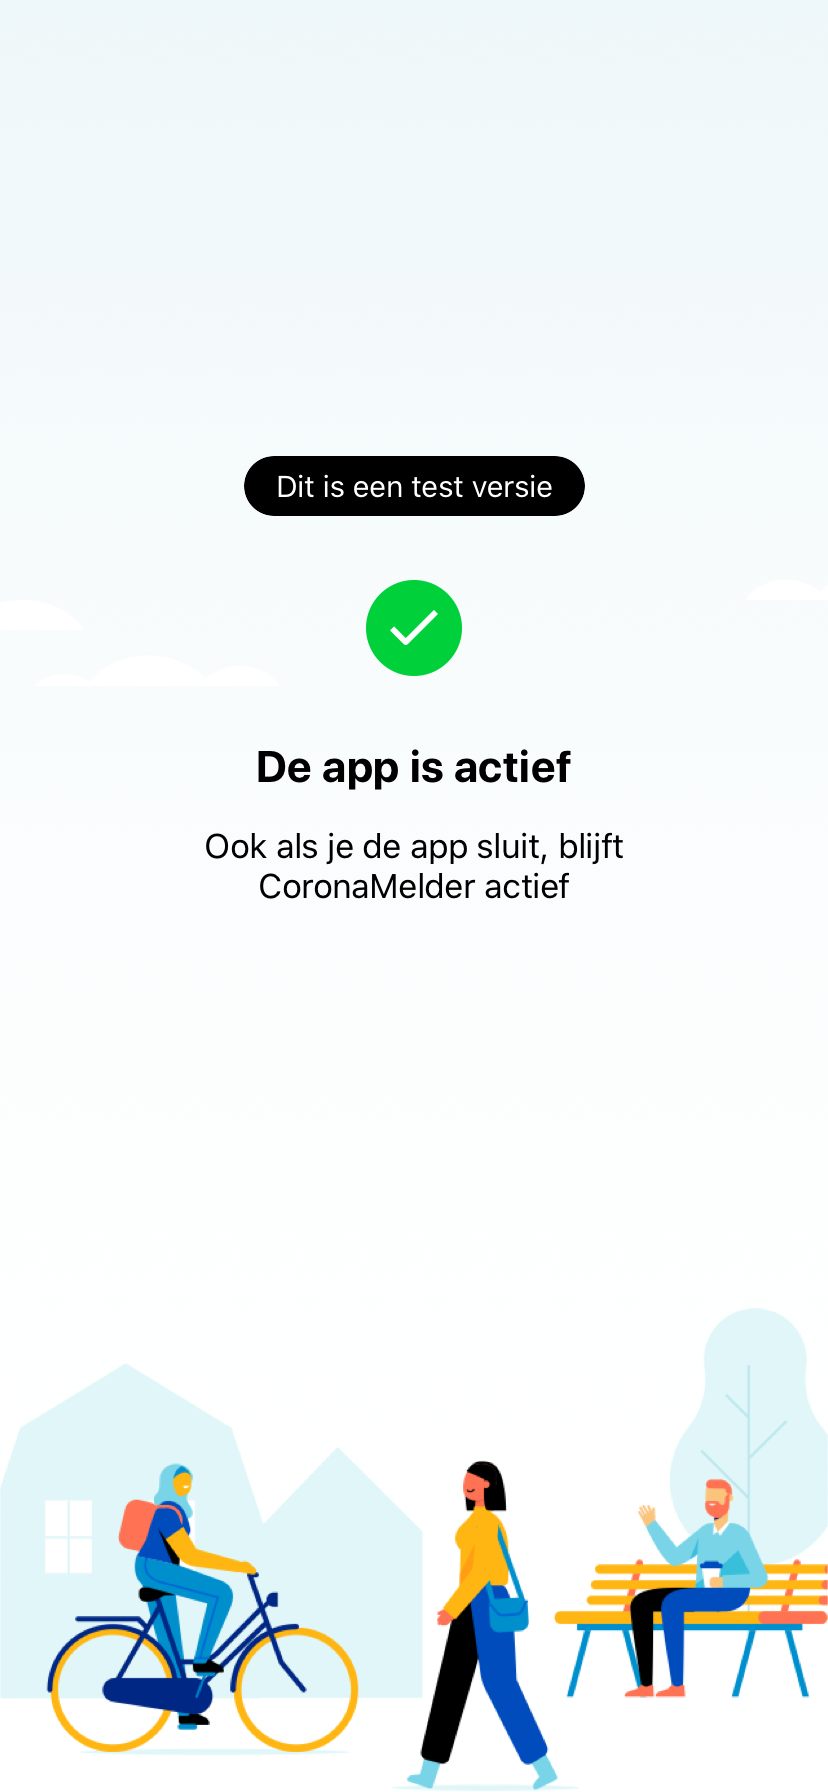 Dit is een test versie
De app is actief
Ook als je de app sluit, blijft
CoronaMelder actief